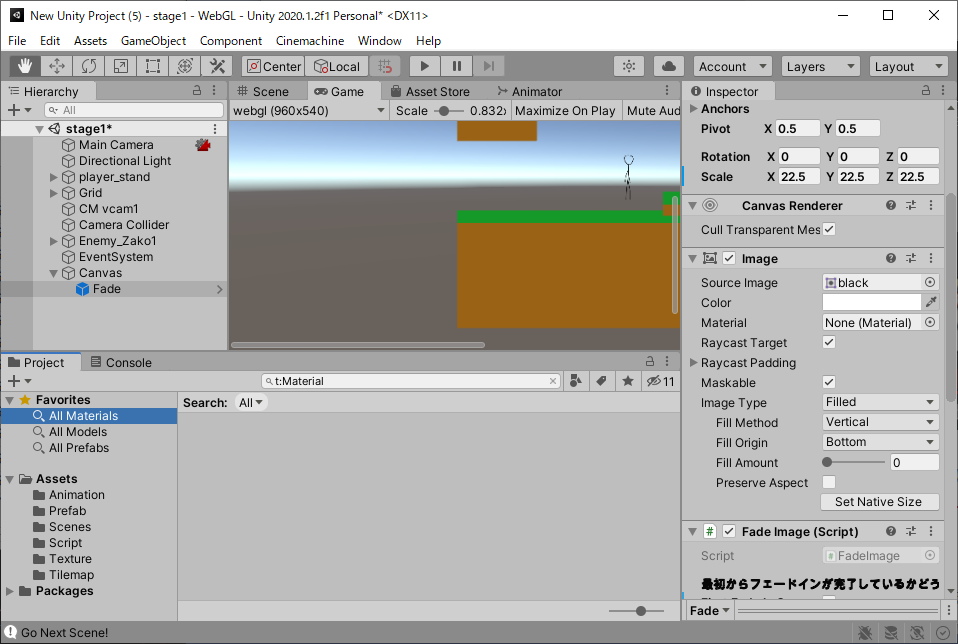 New Unity Project (5) - stage1 - WebGL - Unity 2020.1.2f1 Personal* <DX11>
File Edit Assets GameObject Component Cinemachine Window Help
Center Local Account Layers Layout
Hierarchy
All
stage1*
Main Camera
Directional Light
player_stand
Grid
CM vcam1
Camera Collider
Enemy_Zako1
EventSystem
Canvas
Fade
Scene Game Asset Store Animator
webgl (960x540) Scale 0.832 Maximize On Play Mute Aud
Inspector
Anchors
Pivot X 0.5 Y 0.5
Rotation X 0 Y 0 Z 0
Scale X 22.5 Y 22.5 Z 22.5
Canvas Renderer
Cull Transparent Mes
Image
Source Image black
Color
Material None (Material)
Raycast Target
Raycast Padding
Maskable
Image Type Filled
Fill Method Vertical
Fill Origin Bottom
Fill Amount 0
Preserve Aspect
Set Native Size
# Fade Image (Script)
Script # FadeImage
最初からフェードインが完了しているかどう
Fade
Project Console
t:Material 11
Favorites
All Materials
All Models
All Prefabs
Assets
Animation
Prefab
Scenes
Script
Texture
Tilemap
Packages
Search: All
Go Next Scene!